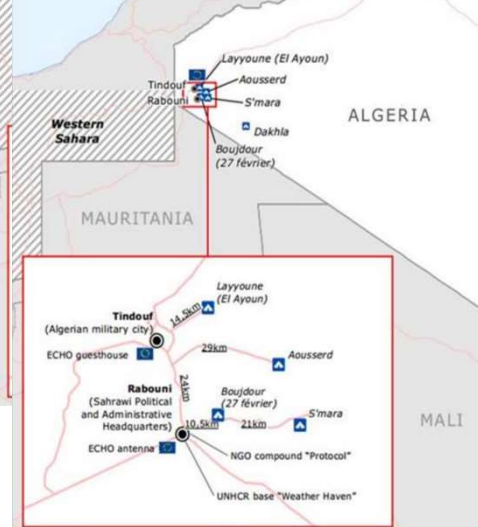 Layyoune (El Ayoun)
Tindouf
Aousserd
Rabouni
S'mara
ALGERIA
Western
Sahara
Dakhla
Boujdour
(27 février)
MAURITANIA
Layyoune
(El Ayoun)
14,5km
Tindouf
(Algerian military city)
ECHO guesthouse
29km
Aousserd
24km
Rabouni
(Sahrawi Political
and Administrative
Headquarters)
Boujdour
(27 février)
S'mara
10,5km
21km
ECHO antenna
NGO compound "Protocol"
UNHCR base "Weather Haven"
MALI